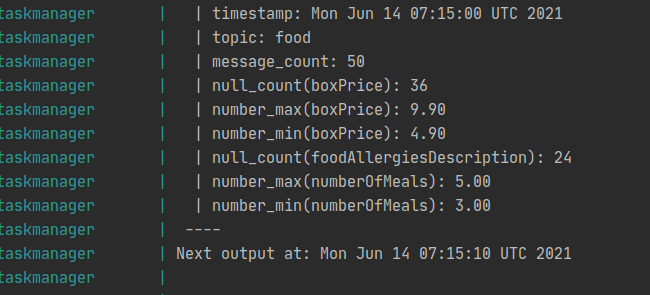 taskmanager | | timestamp: Mon Jun 14 07:15:00 UTC 2021
taskmanager | | topic: food
taskmanager | | message_count: 50
taskmanager | | null_count(boxPrice): 36
taskmanager | | number_max(boxPrice): 9.90
taskmanager | | number_min(boxPrice): 4.90
taskmanager | | null_count(foodAllergiesDescription): 24
taskmanager | | number_max(numberOfMeals): 5.00
taskmanager | | number_min(numberOfMeals): 3.00
taskmanager | ----
taskmanager | Next output at: Mon Jun 14 07:15:10 UTC 2021
taskmanager |